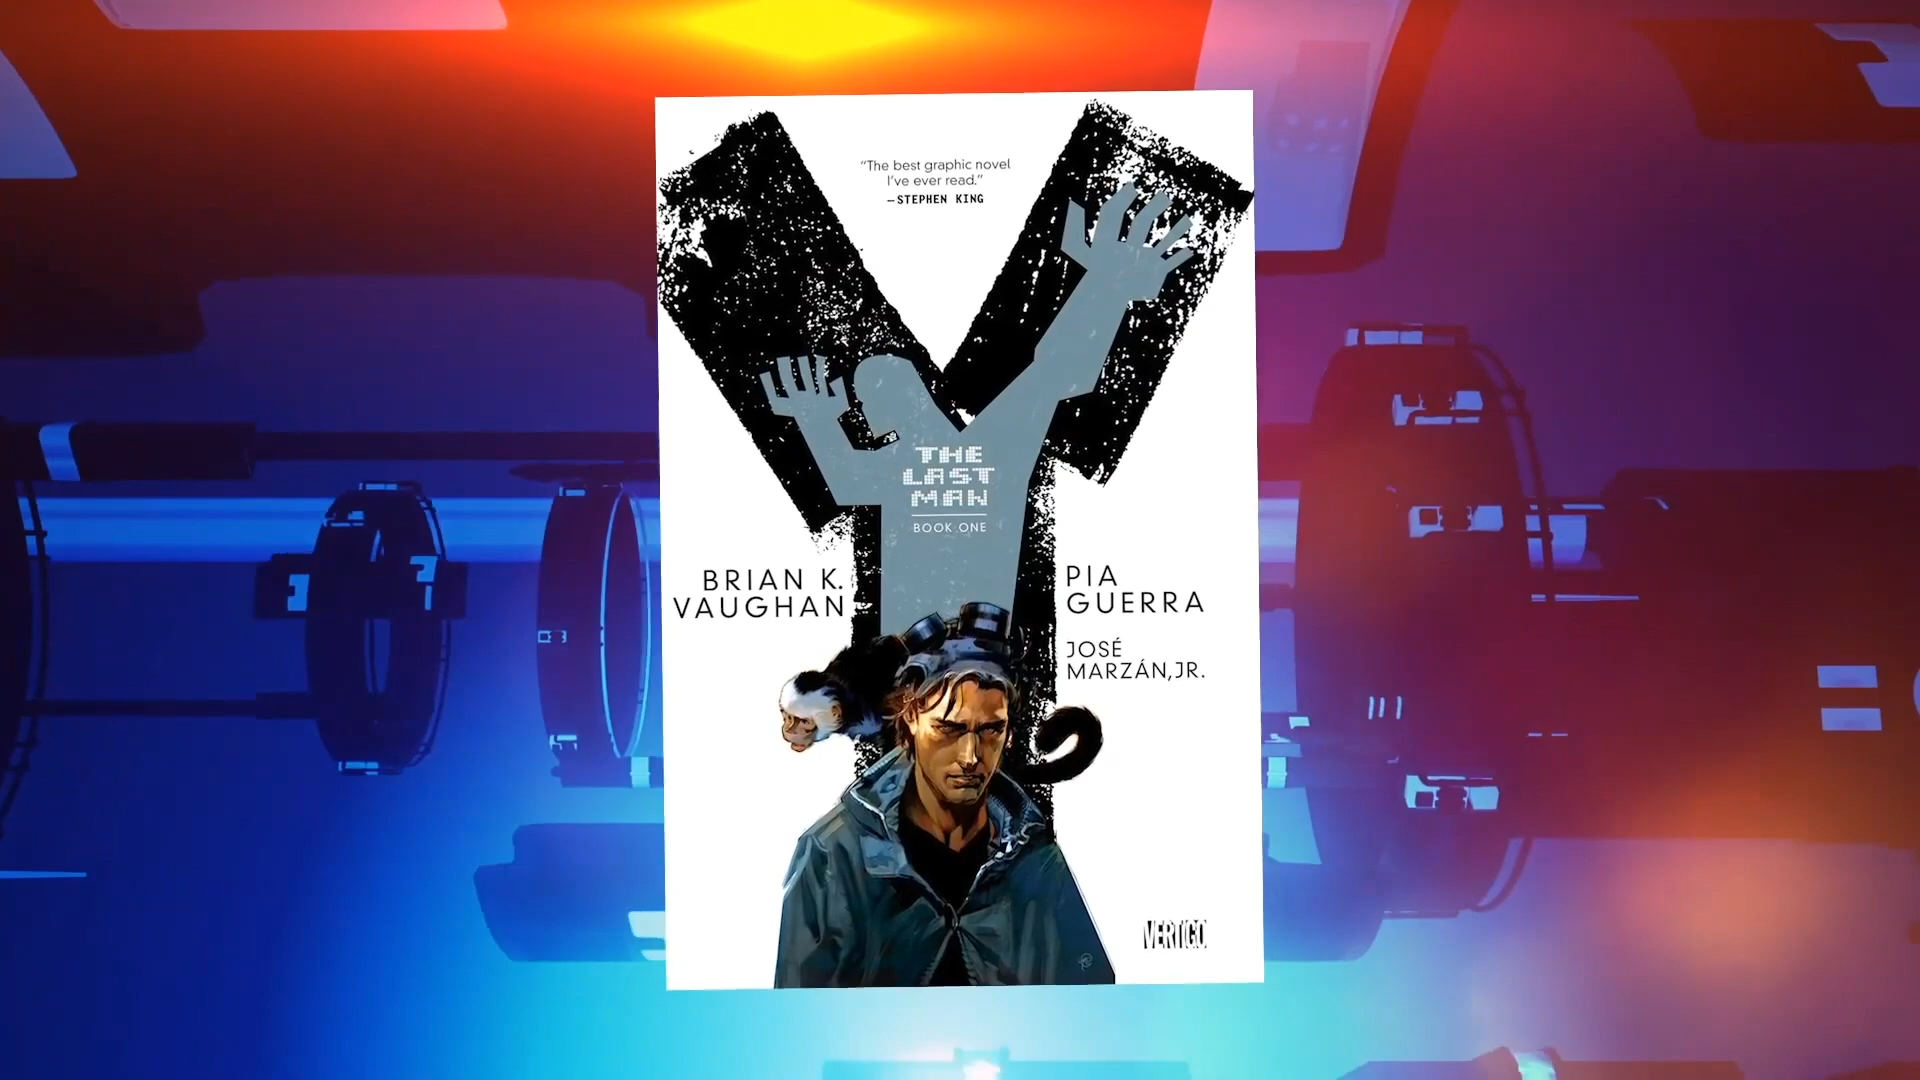 “The best graphic novel
I’ve ever read.”
—STEPHEN KING
Y
THE
LAST
MAN
BOOK ONE
BRIAN K.
VAUGHAN
PIA
GUERRA
JOSÉ
MARZÁN, JR.
VERTIGO